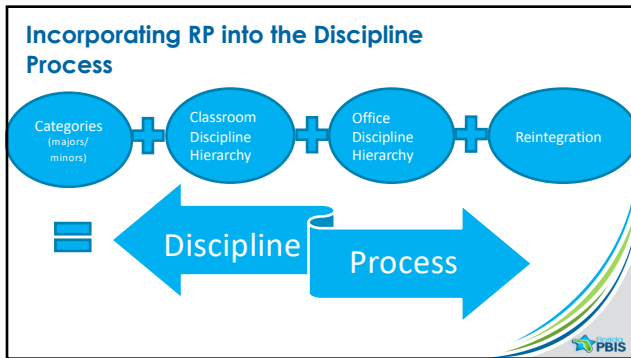 Incorporating RP into the Discipline
Process
Categories
(majors/
minors)
Classroom
Discipline
Hierarchy
Office
Discipline
Hierarchy
Reintegration
Discipline
Process
Florida
PBIS